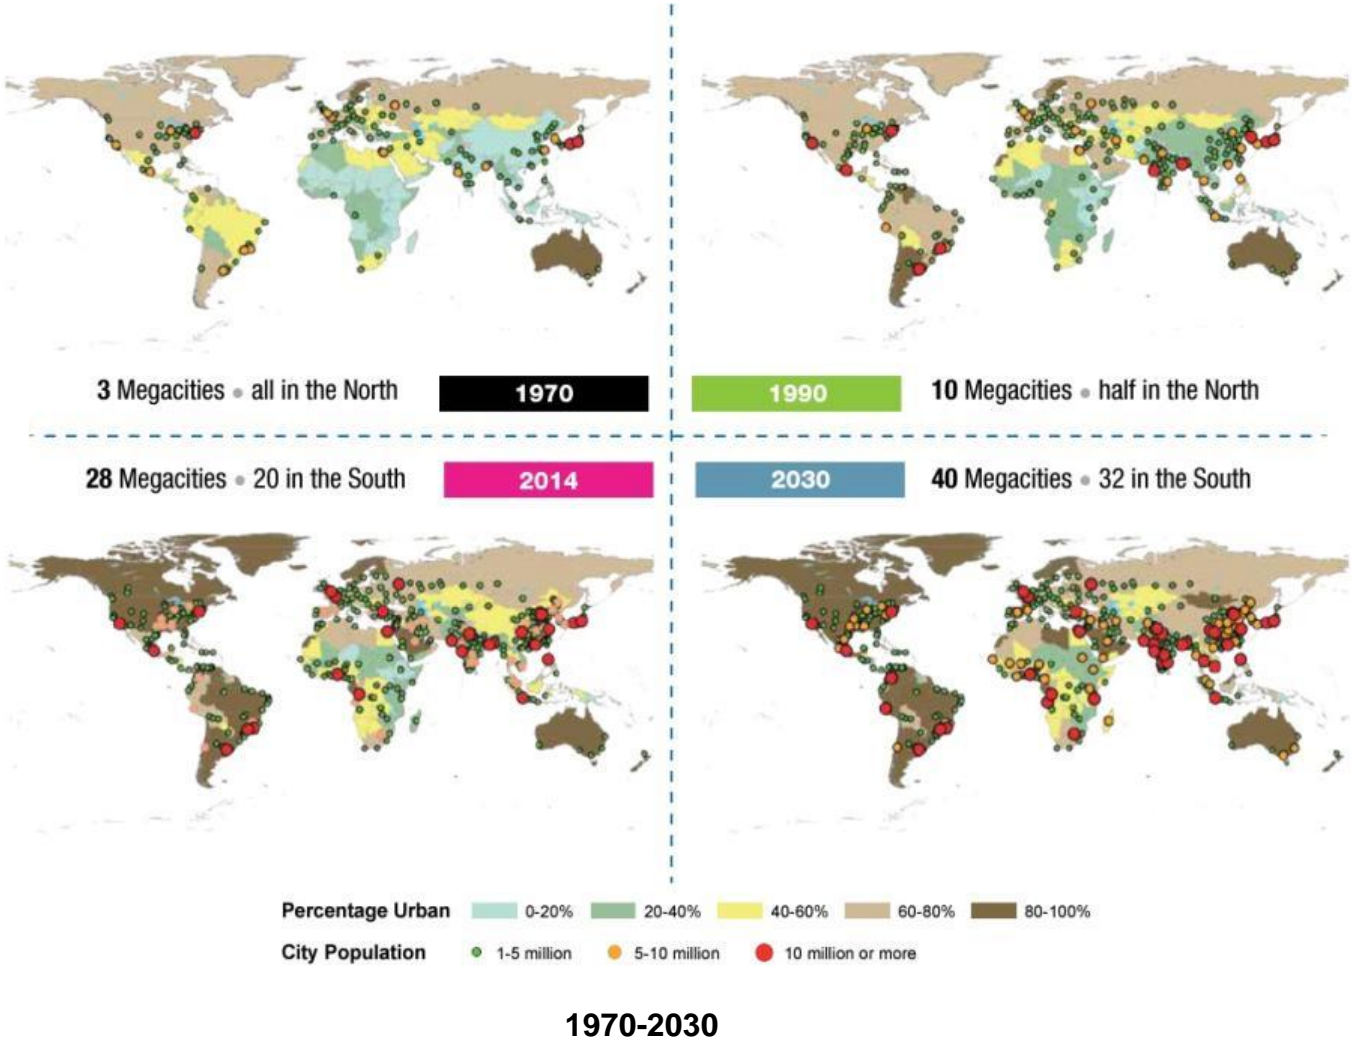 3 Megacities • all in the North
1970
1990
10 Megacities • half in the North
28 Megacities • 20 in the South
2014
2030
40 Megacities • 32 in the South
Percentage Urban 0-20% 20-40% 40-60% 60-80% 80-100%
City Population 1-5 million 5-10 million 10 million or more
1970-2030